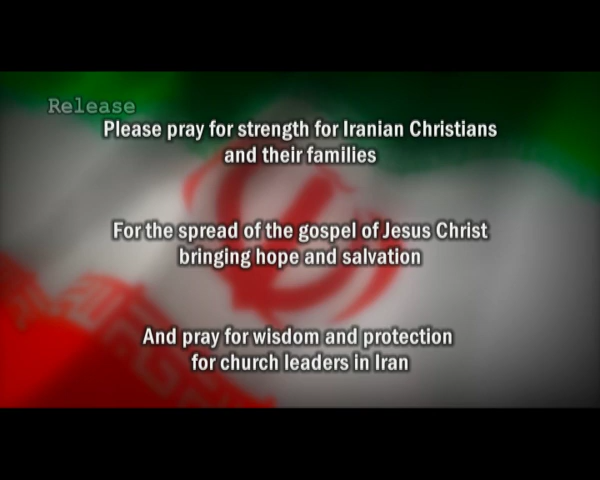 Release
Please pray for strength for Iranian Christians
and their families
For the spread of the gospel of Jesus Christ
bringing hope and salvation
And pray for wisdom and protection
for church leaders in Iran